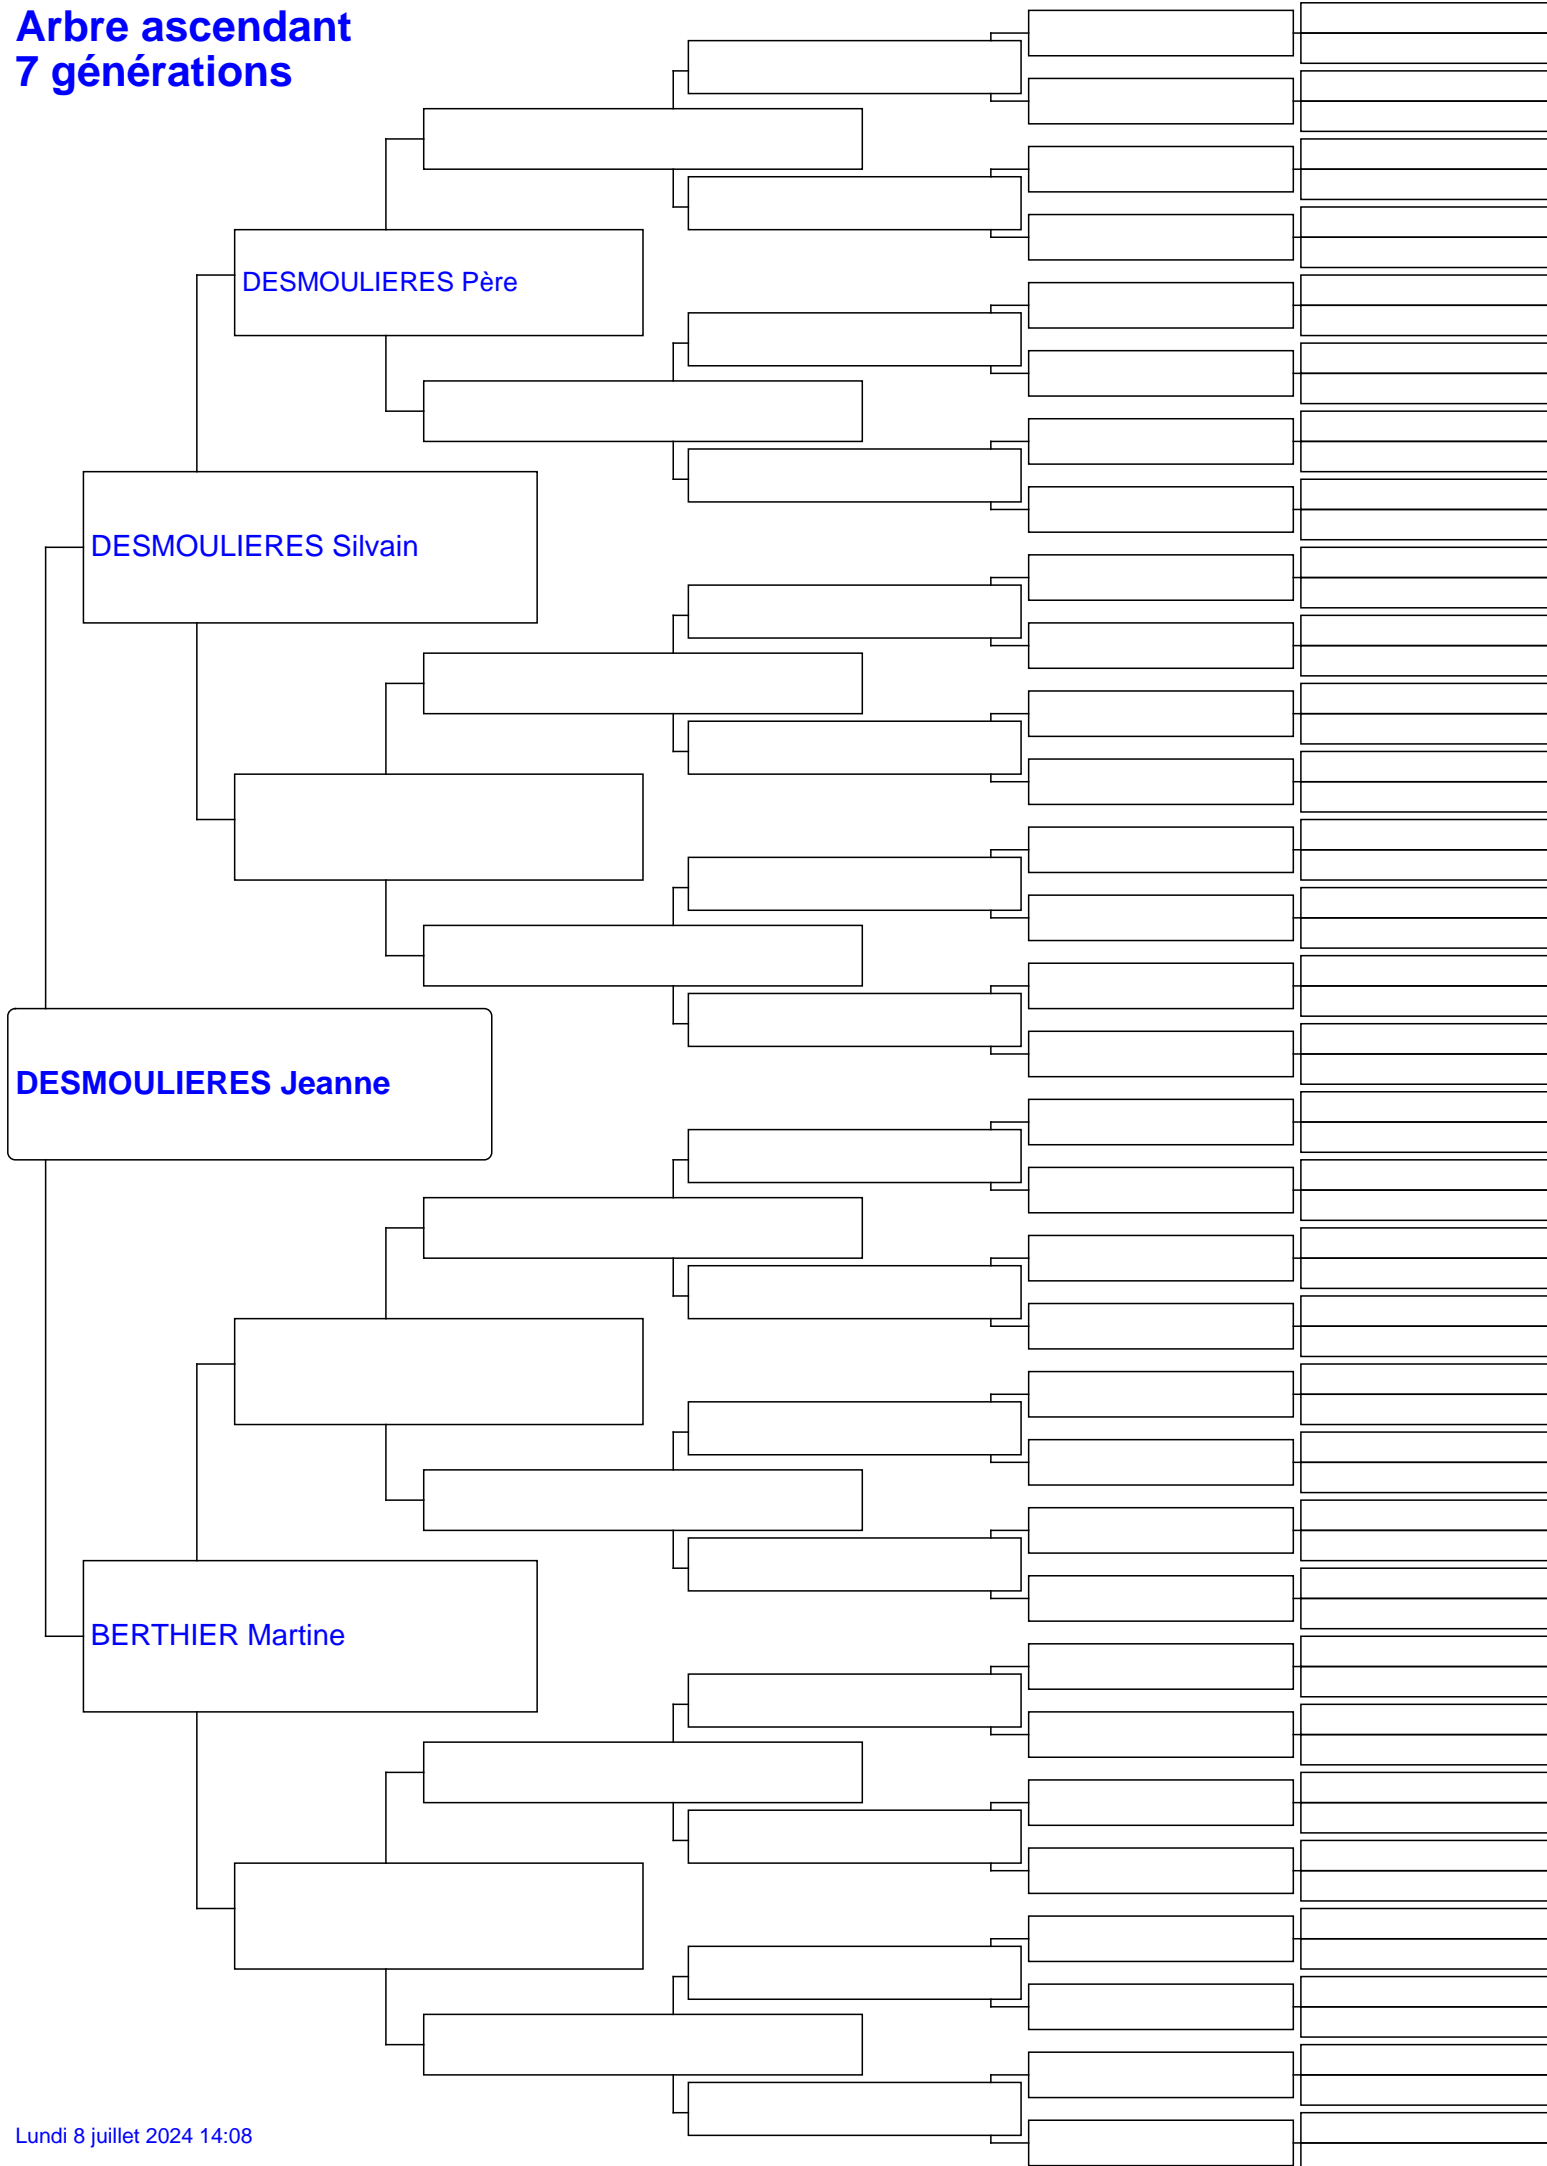 Arbre ascendant
7 générations
DESMOULIERES Père
DESMOULIERES Silvain
DESMOULIERES Jeanne
BERTHIER Martine
Lundi 8 juillet 2024 14:08